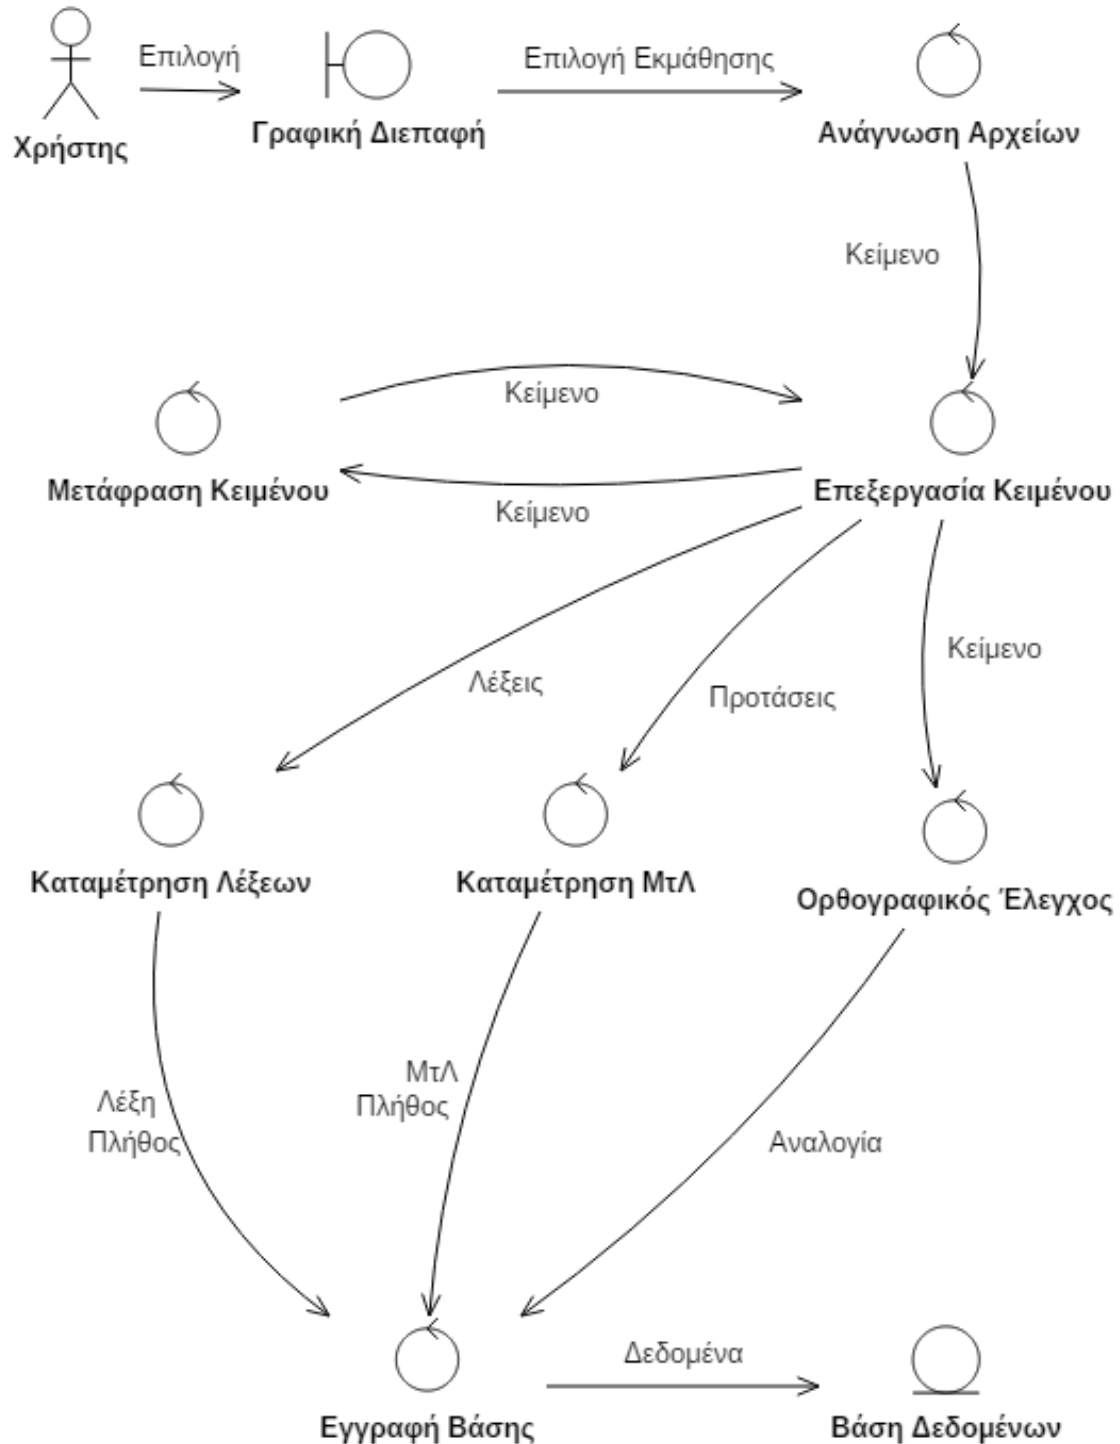 Επιλογή
Επιλογή Εκμάθησης
Χρήστης
Γραφική Διεπαφή
Ανάγνωση Αρχείων
Κείμενο
Κείμενο
Μετάφραση Κειμένου
Επεξεργασία Κειμένου
Κείμενο
Λέξεις
Προτάσεις
Κείμενο
Καταμέτρηση Λέξεων
Καταμέτρηση ΜτΛ
Ορθογραφικός Έλεγχος
Λέξη
Πλήθος
ΜτΛ
Πλήθος
Αναλογία
Δεδομένα
Εγγραφή Βάσης
Βάση Δεδομένων